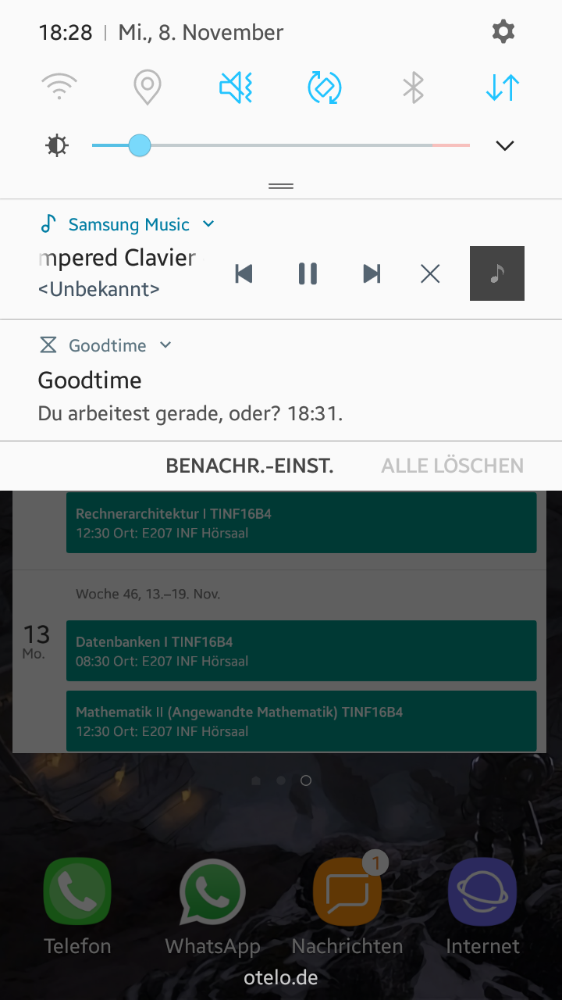 18:28 | Mi., 8. November
Samsung Music
mpered Clavier
<Unbekannt>
Goodtime
Goodtime
Du arbeitest gerade, oder? 18:31.
BENACHR.-EINST. ALLE LÖSCHEN
Rechnerarchitektur I TINF16B4
12:30 Ort: E207 INF Hörsaal
Woche 46, 13.–19. Nov.
13
Mo.
Datenbanken I TINF16B4
08:30 Ort: E207 INF Hörsaal
Mathematik II (Angewandte Mathematik) TINF16B4
12:30 Ort: E207 INF Hörsaal
1
Telefon WhatsApp Nachrichten Internet
otelo.de